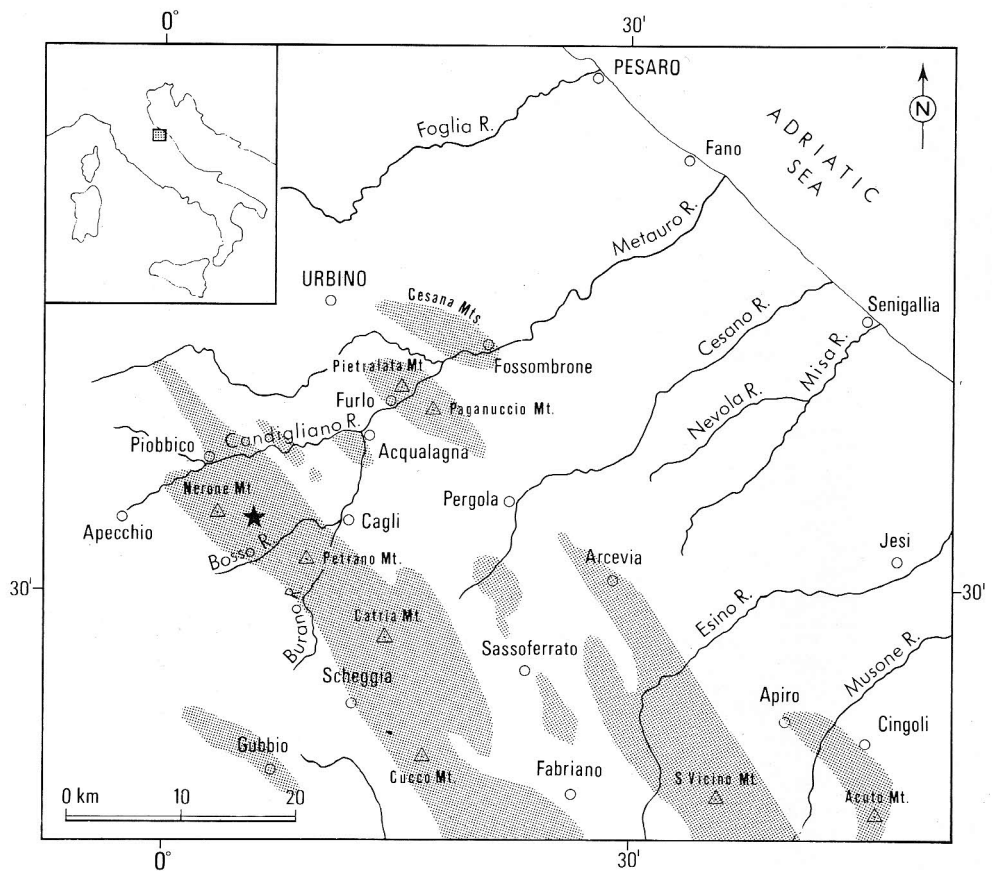 0°
30'
PESARO
Foglia R.
N
ADRIATIC
SEA
Fano
Metauro R.
URBINO
Cesana Mts.
Cesano R.
Senigallia
Fossombrone
Misa R.
Pietralata Mt
Furlo
Paganuccio Mt.
Nevola R.
Piobbico
Candigliano R.
Acqualagna
Nerone Mt
Pergola
Apecchio
Cagli
Bosso R.
Petrano Mt.
Arcevia
Jesi
30'
30'
Burano R.
Catria Mt.
Esino R.
Sassoferrato
Musone R.
Scheggia
Apiro
Cingoli
Gubbio
Cucco Mt.
Fabriano
S Vicino Mt.
Acuto Mt.
0 km 10 20
0°
30'